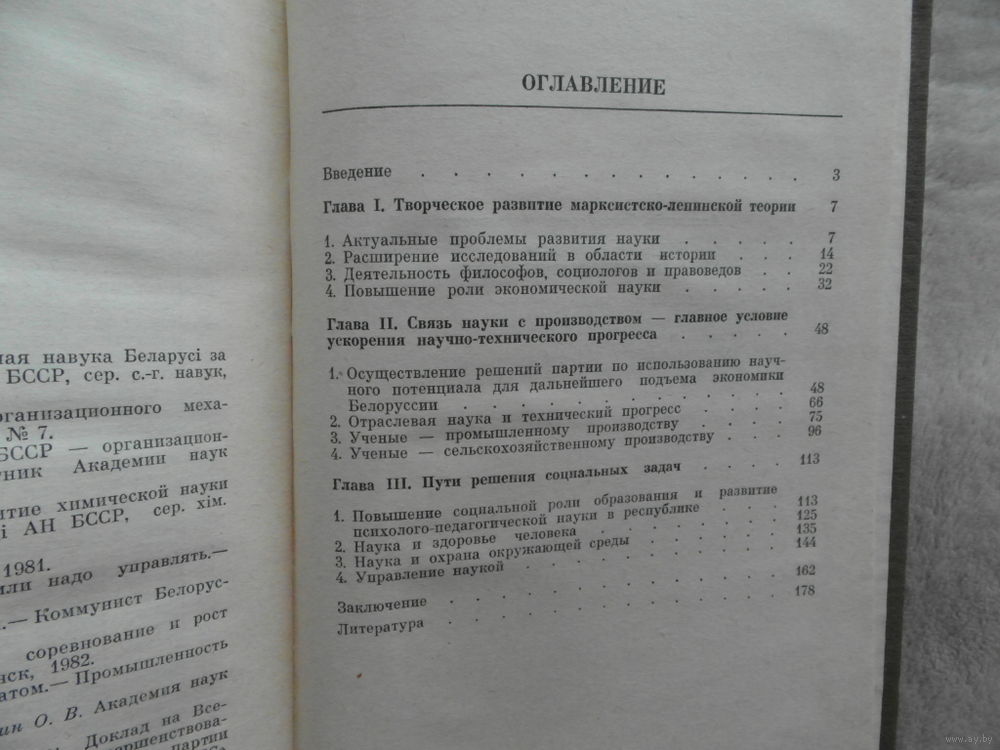 ная навука Беларусі за
БССР, сер. с.-г. навук,
организационного меха-
№ 7.
БССР — организацион-
Академии наук
химической науки
АН БССР, сер. хім.
1981.
или надо управлять.—
— Коммунист Белорус-
соревнование и рост
1982.
атом.— Промышленность
О. В. Академия наук
Доклад на Все-
партии
ОГЛАВЛЕНИЕ
Введение . . . . . . . . . . . . . . 3
Глава I. Творческое развитие марксистско-ленинской теории 7
1. Актуальные проблемы развития науки . . . . . 7
2. Расширение исследований в области истории . . . 14
3. Деятельность философов, социологов и правоведов . . 22
4. Повышение роли экономической науки . . . . . 32
Глава II. Связь науки с производством — главное условие
ускорения научно-технического прогресса . . . . . 48
1. Осуществление решений партии по использованию науч-
ного потенциала для дальнейшего подъема экономики
Белоруссии . . . . . . . . . . . . 48
2. Отраслевая наука и технический прогресс . . . . 66
3. Ученые — промышленному производству . . . . 75
4. Ученые — сельскохозяйственному производству . . . 96
Глава III. Пути решения социальных задач . . . . 113
1. Повышение социальной роли образования и развитие
психолого-педагогической науки в республике . . . . 113
2. Наука и здоровье человека . . . . . . . 125
3. Наука и охрана окружающей среды . . . . . 135
4. Управление наукой . . . . . . . . . 144
Заключение . . . . . . . . . . . . 162
Литература . . . . . . . . . . . . 178
www.ay.by